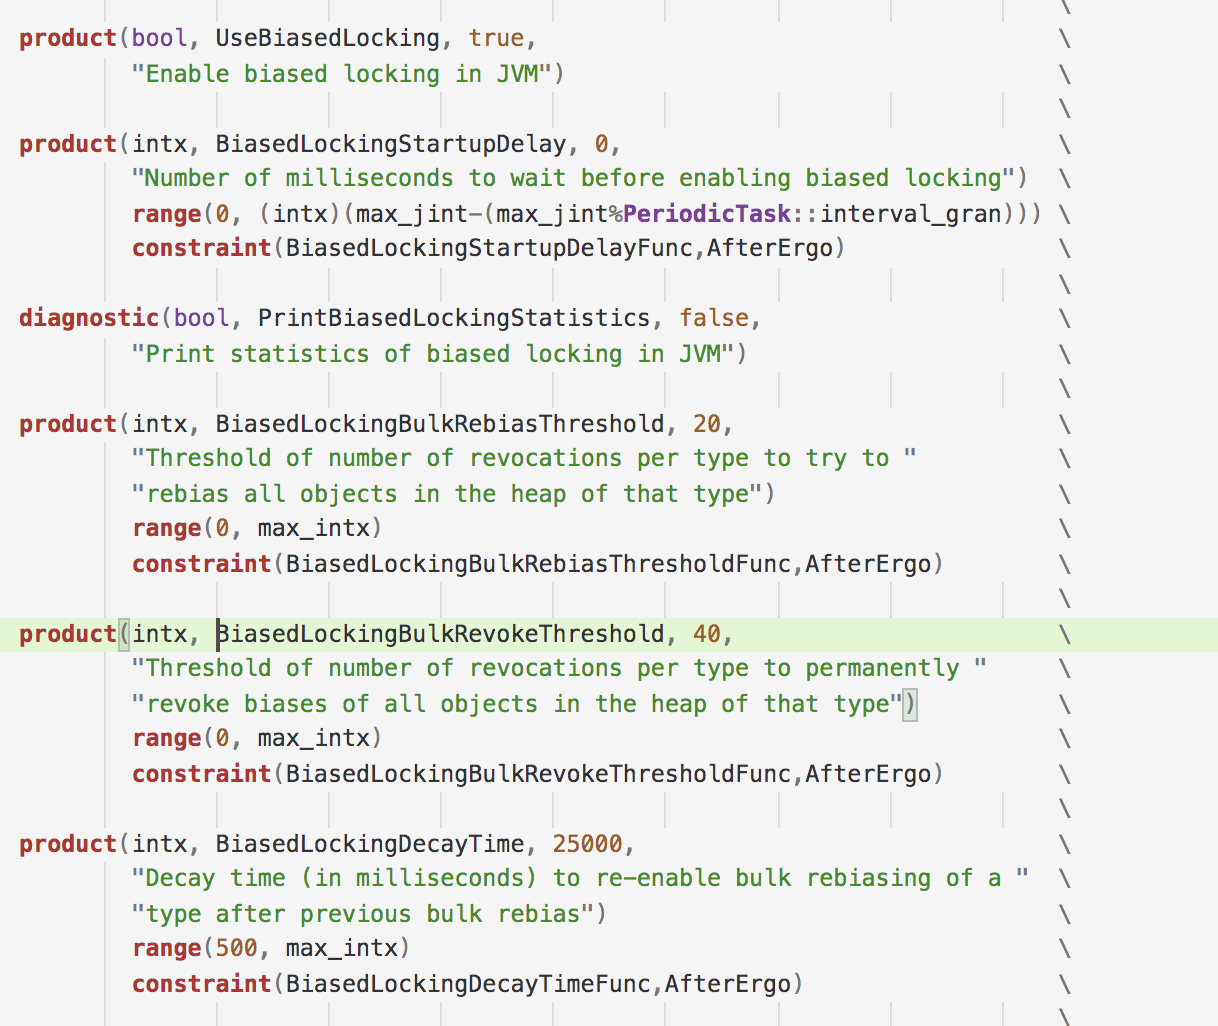 \
product(bool, UseBiasedLocking, true, \
"Enable biased locking in JVM") \
\
product(intx, BiasedLockingStartupDelay, 0, \
"Number of milliseconds to wait before enabling biased locking") \
range(0, (intx)(max_jint-(max_jint%PeriodicTask::interval_gran))) \
constraint(BiasedLockingStartupDelayFunc,AfterErgo) \
\
diagnostic(bool, PrintBiasedLockingStatistics, false, \
"Print statistics of biased locking in JVM") \
\
product(intx, BiasedLockingBulkRebiasThreshold, 20, \
"Threshold of number of revocations per type to try to " \
"rebias all objects in the heap of that type") \
range(0, max_intx) \
constraint(BiasedLockingBulkRebiasThresholdFunc,AfterErgo) \
\
product(intx, BiasedLockingBulkRevokeThreshold, 40, \
"Threshold of number of revocations per type to permanently " \
"revoke biases of all objects in the heap of that type") \
range(0, max_intx) \
constraint(BiasedLockingBulkRevokeThresholdFunc,AfterErgo) \
\
product(intx, BiasedLockingDecayTime, 25000, \
"Decay time (in milliseconds) to re-enable bulk rebiasing of a " \
"type after previous bulk rebias") \
range(500, max_intx) \
constraint(BiasedLockingDecayTimeFunc,AfterErgo) \
\